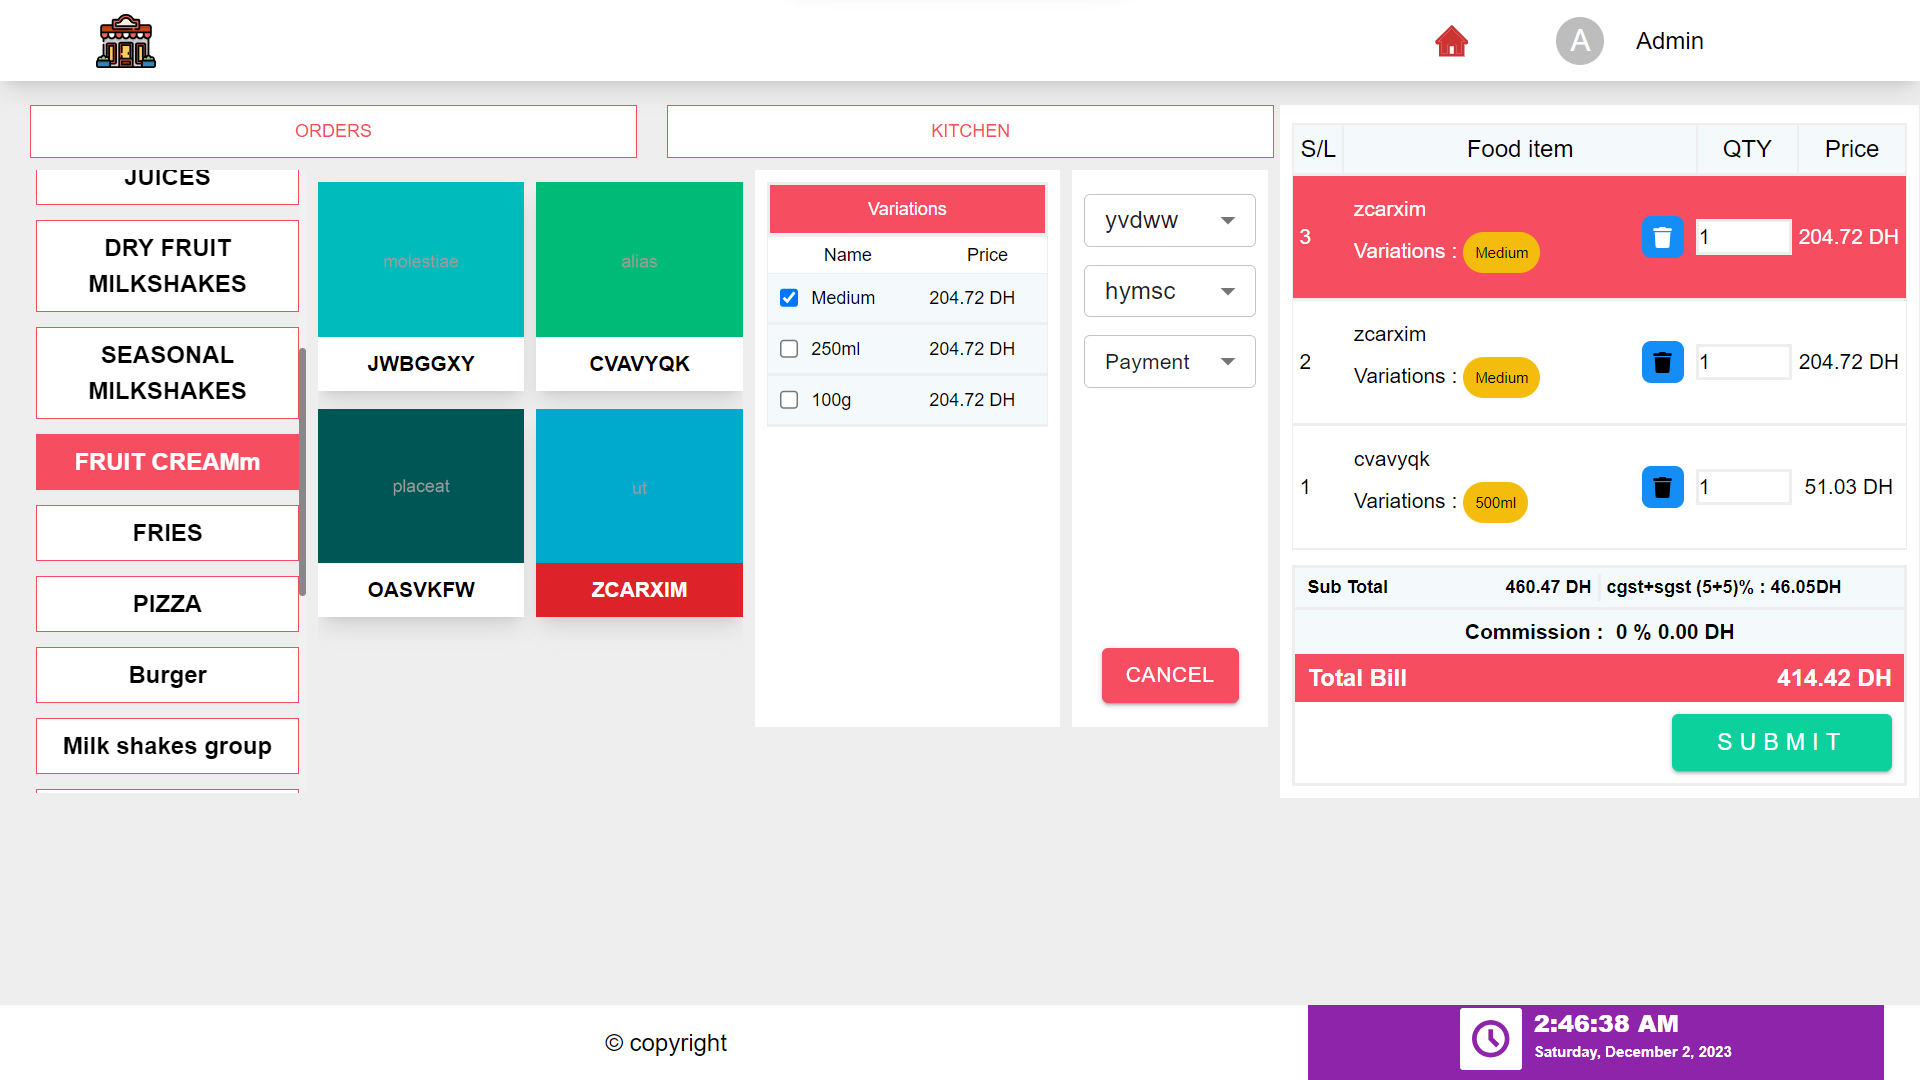 A Admin
ORDERS
KITCHEN
JUICES
DRY FRUIT
MILKSHAKES
SEASONAL
MILKSHAKES
FRUIT CREAMm
FRIES
PIZZA
Burger
Milk shakes group
molestiae
JWBGGXY
alias
CVAVYQK
placeat
OASVKFW
ut
ZCARXIM
Variations
Name Price
Medium 204.72 DH
250ml 204.72 DH
100g 204.72 DH
yvdww
hymsc
Payment
CANCEL
S/L Food item QTY Price
3 zcarxim 1 204.72 DH
Variations : Medium
2 zcarxim 1 204.72 DH
Variations : Medium
1 cvavyqk 1 51.03 DH
Variations : 500ml
Sub Total 460.47 DH cgst+sgst (5+5)% : 46.05DH
Commission : 0 % 0.00 DH
Total Bill 414.42 DH
SUBMIT
© copyright
2:46:38 AM
Saturday, December 2, 2023